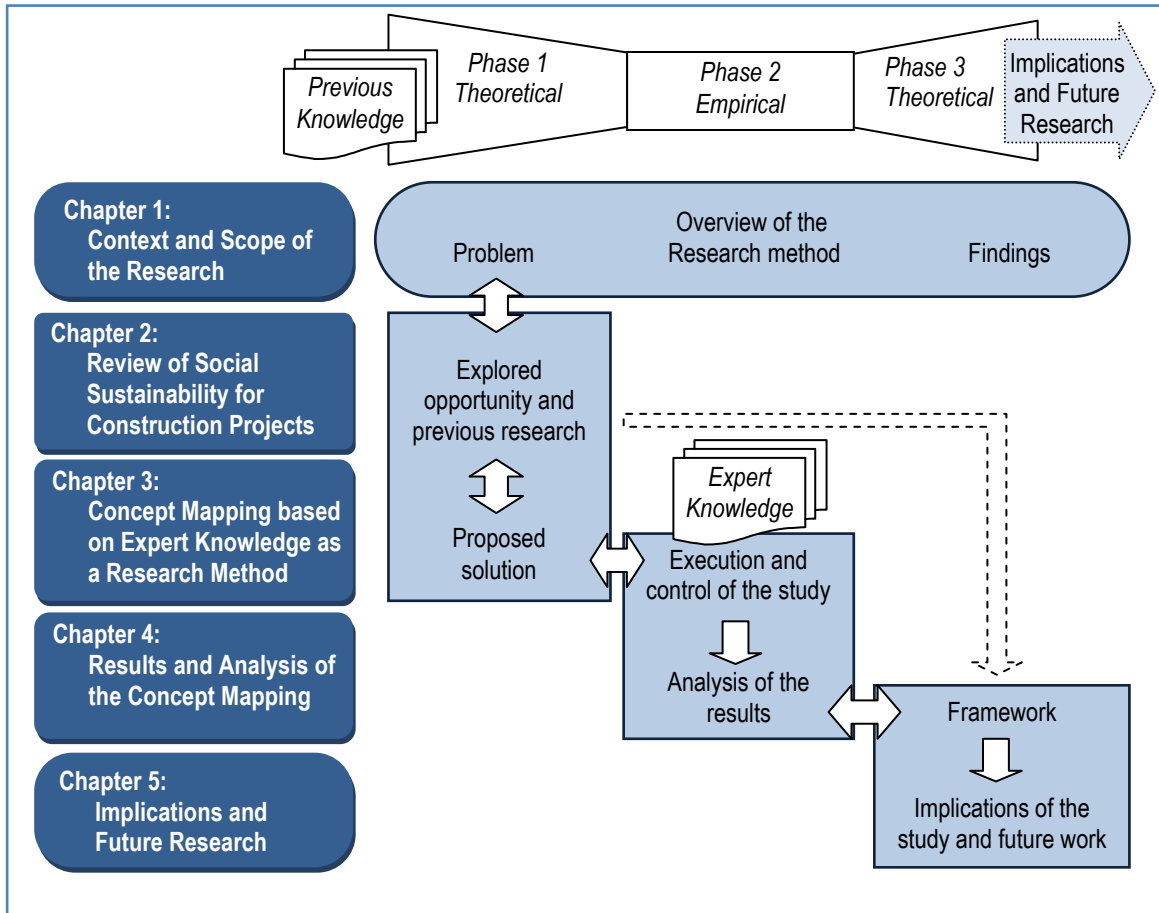 Previous
Knowledge
Phase 1
Theoretical
Phase 2
Empirical
Phase 3
Theoretical
Implications
and Future
Research
Chapter 1:
Context and Scope of
the Research
Problem
Overview of the
Research method
Findings
Chapter 2:
Review of Social
Sustainability for
Construction Projects
Explored
opportunity and
previous research
Chapter 3:
Concept Mapping based
on Expert Knowledge as
a Research Method
Proposed
solution
Expert
Knowledge
Execution and
control of the study
Chapter 4:
Results and Analysis of
the Concept Mapping
Analysis of the
results
Framework
Chapter 5:
Implications and
Future Research
Implications of the
study and future work